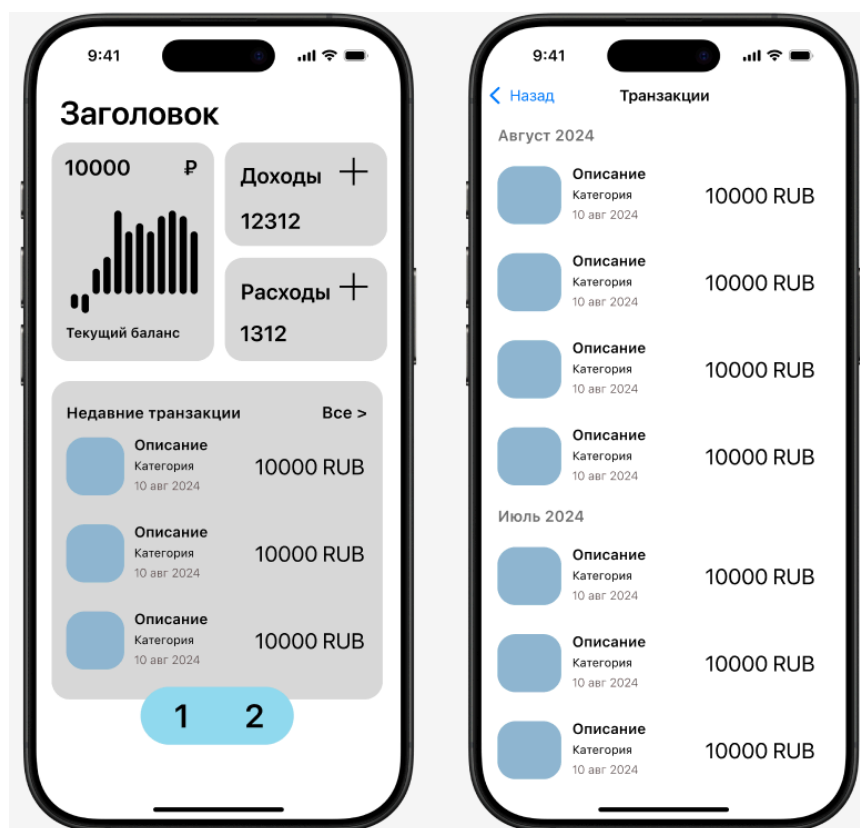 9:41
Заголовок
10000 ₽
Текущий баланс
Доходы +
12312
Расходы +
1312
Недавние транзакции Все >
Описание
Категория
10 авг 2024
10000 RUB
Описание
Категория
10 авг 2024
10000 RUB
Описание
Категория
10 авг 2024
10000 RUB
1 2
9:41
Назад Транзакции
Август 2024
Описание
Категория
10 авг 2024
10000 RUB
Описание
Категория
10 авг 2024
10000 RUB
Описание
Категория
10 авг 2024
10000 RUB
Описание
Категория
10 авг 2024
10000 RUB
Июль 2024
Описание
Категория
10 авг 2024
10000 RUB
Описание
Категория
10 авг 2024
10000 RUB
Описание
Категория
10 авг 2024
10000 RUB